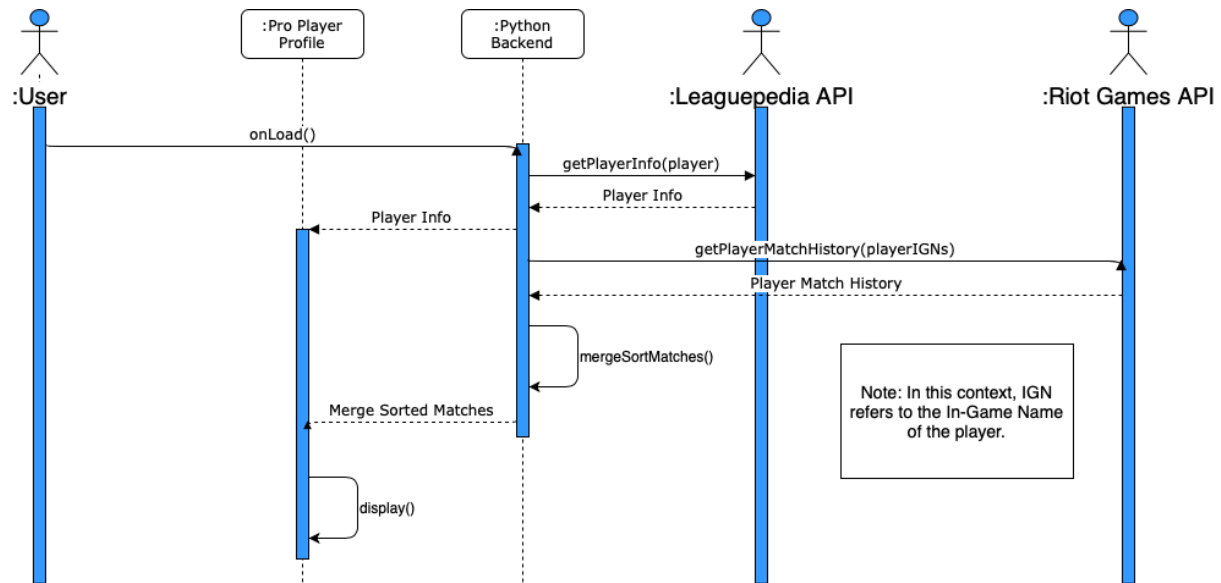 :Pro Player
Profile
:Python
Backend
:User
:Leaguepedia API
:Riot Games API
onLoad()
getPlayerInfo(player)
Player Info
Player Info
getPlayerMatchHistory(playerIGNs)
Player Match History
mergeSortMatches()
Note: In this context, IGN
refers to the In-Game Name
of the player.
Merge Sorted Matches
display()